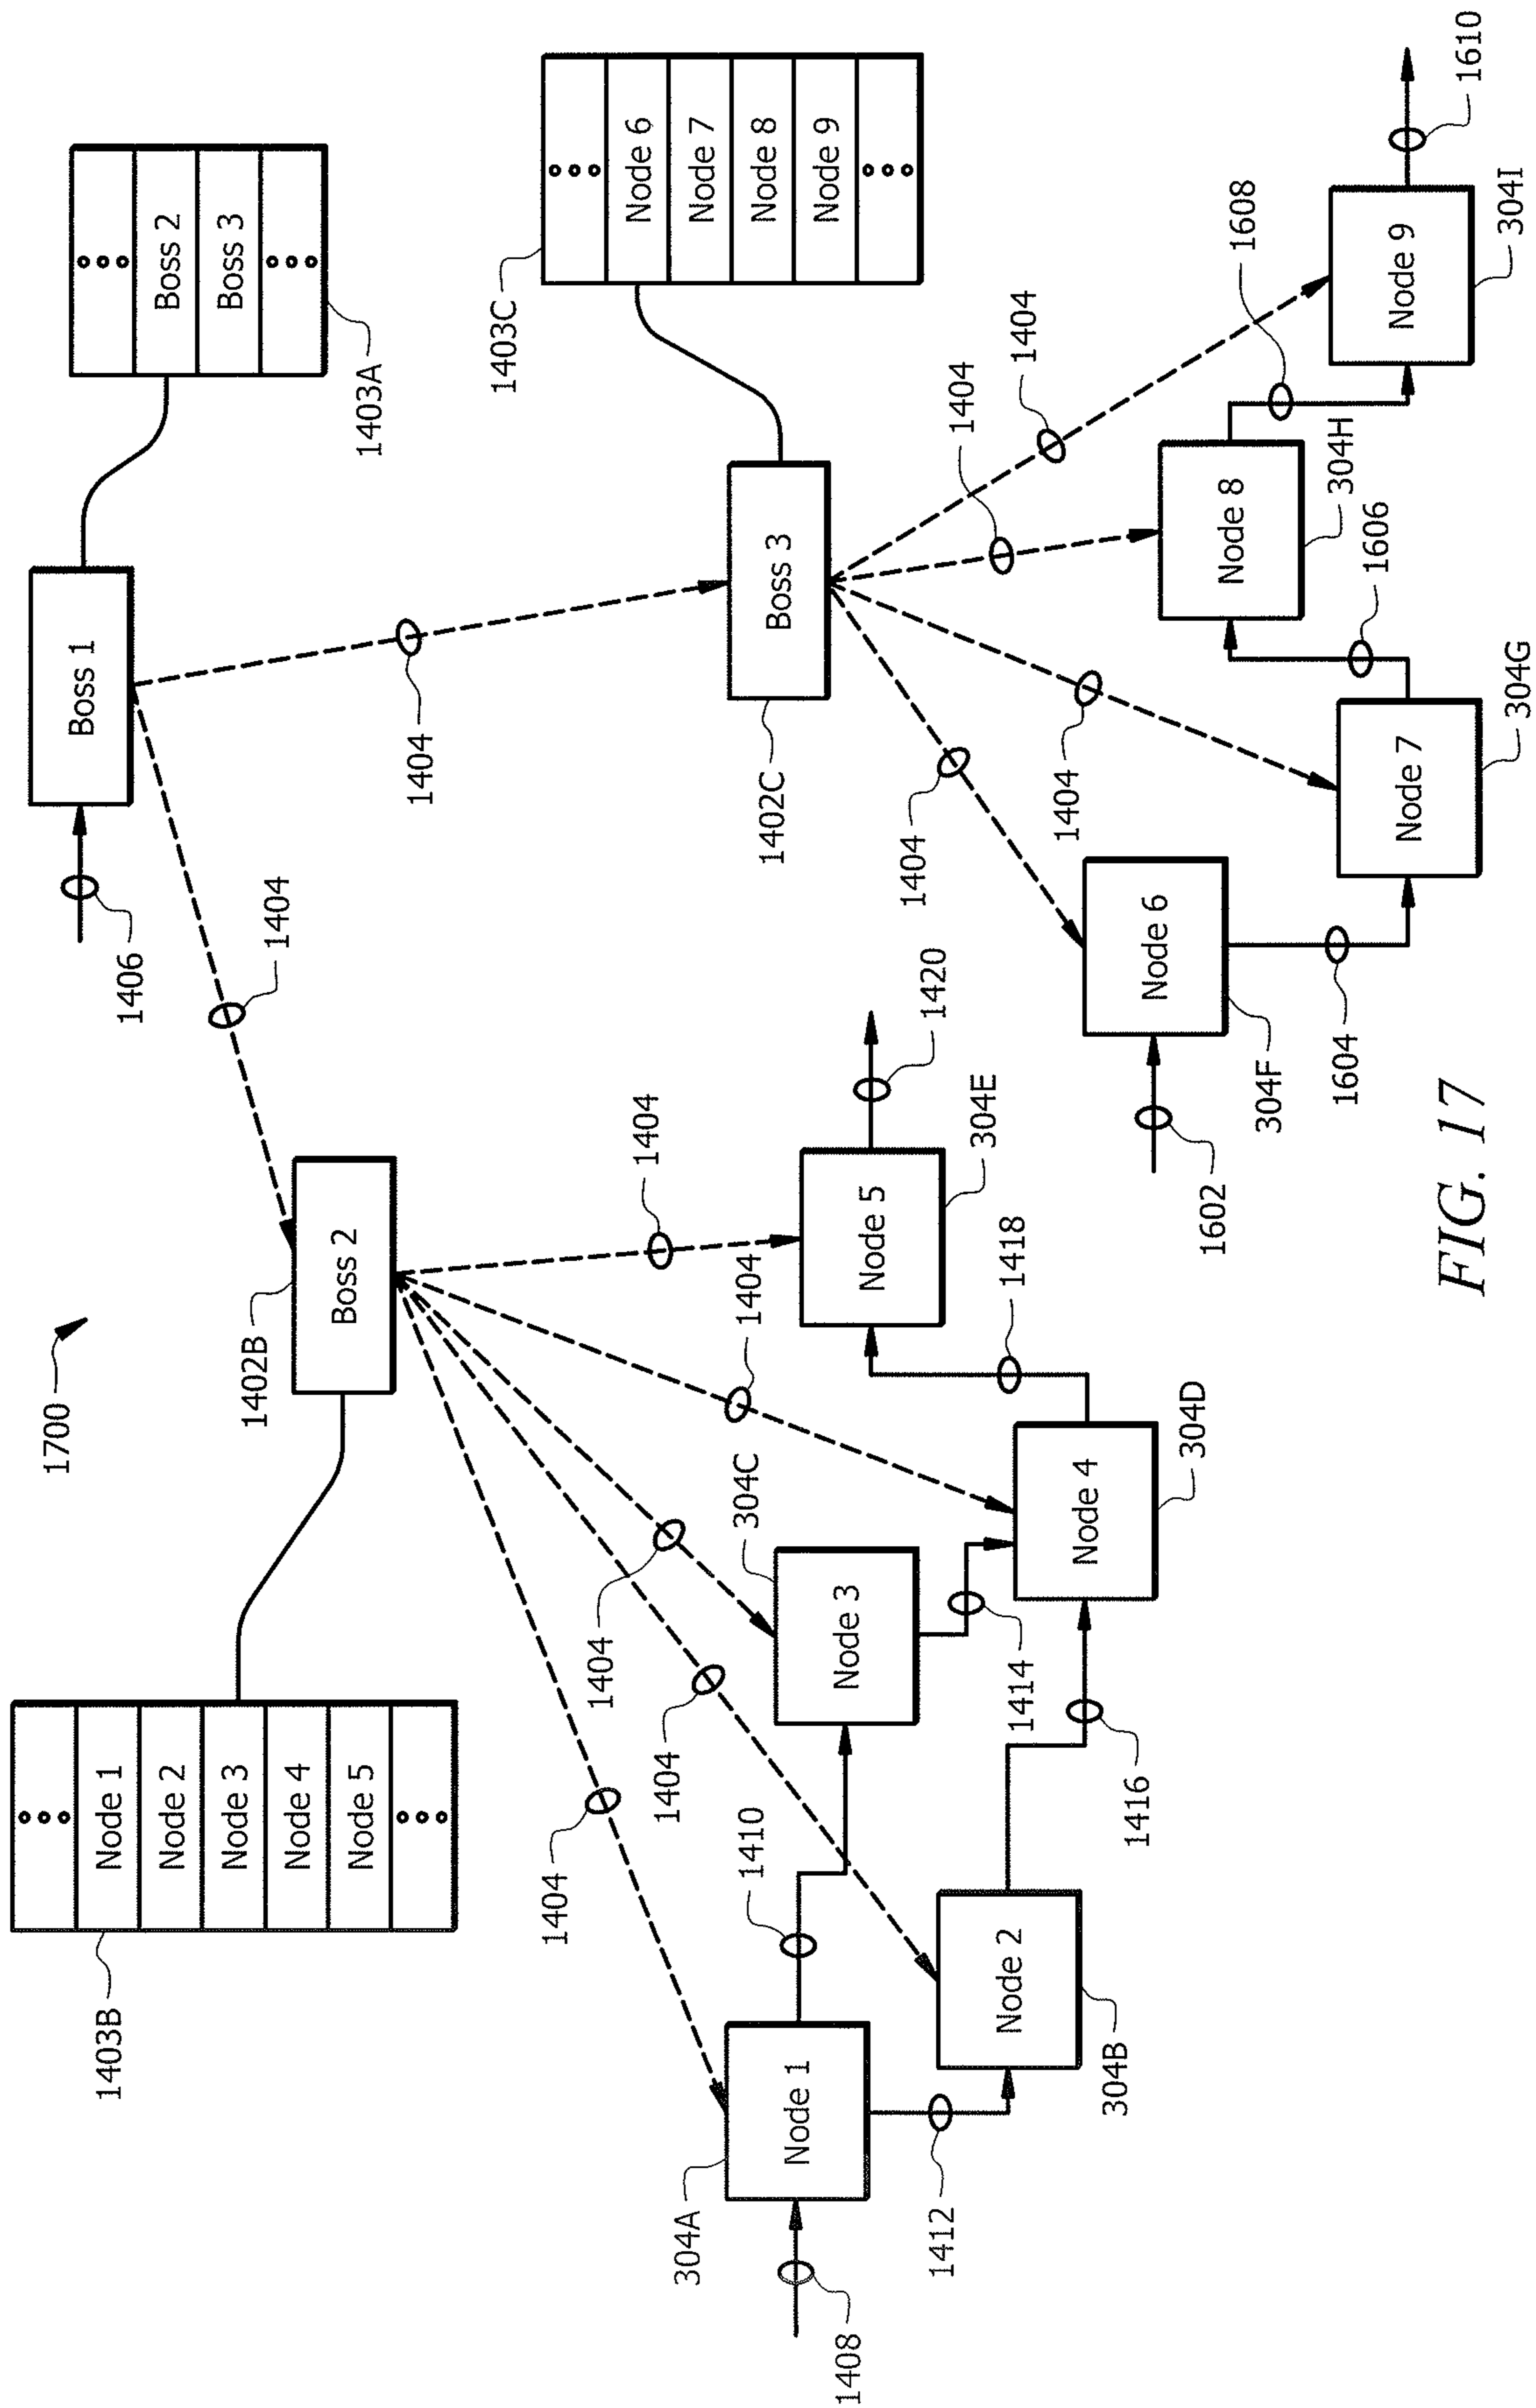 1700
1406
Boss 1
Boss 2
Boss 3
1403A
1404
1404
1403B
Node 1
Node 2
Node 3
Node 4
Node 5
1402B
Boss 2
1402C
Boss 3
1403C
Node 6
Node 7
Node 8
Node 9
1404
1404
1404
1404
1404
1404
1404
1404
1404
1408
304A
Node 1
1410
1412
304B
Node 2
304C
Node 3
1414
1416
Node 4
304D
1418
Node 5
304E
1420
1602
Node 6
304F
1604
Node 7
304G
1606
Node 8
304H
1608
Node 9
304I
1610
FIG. 17